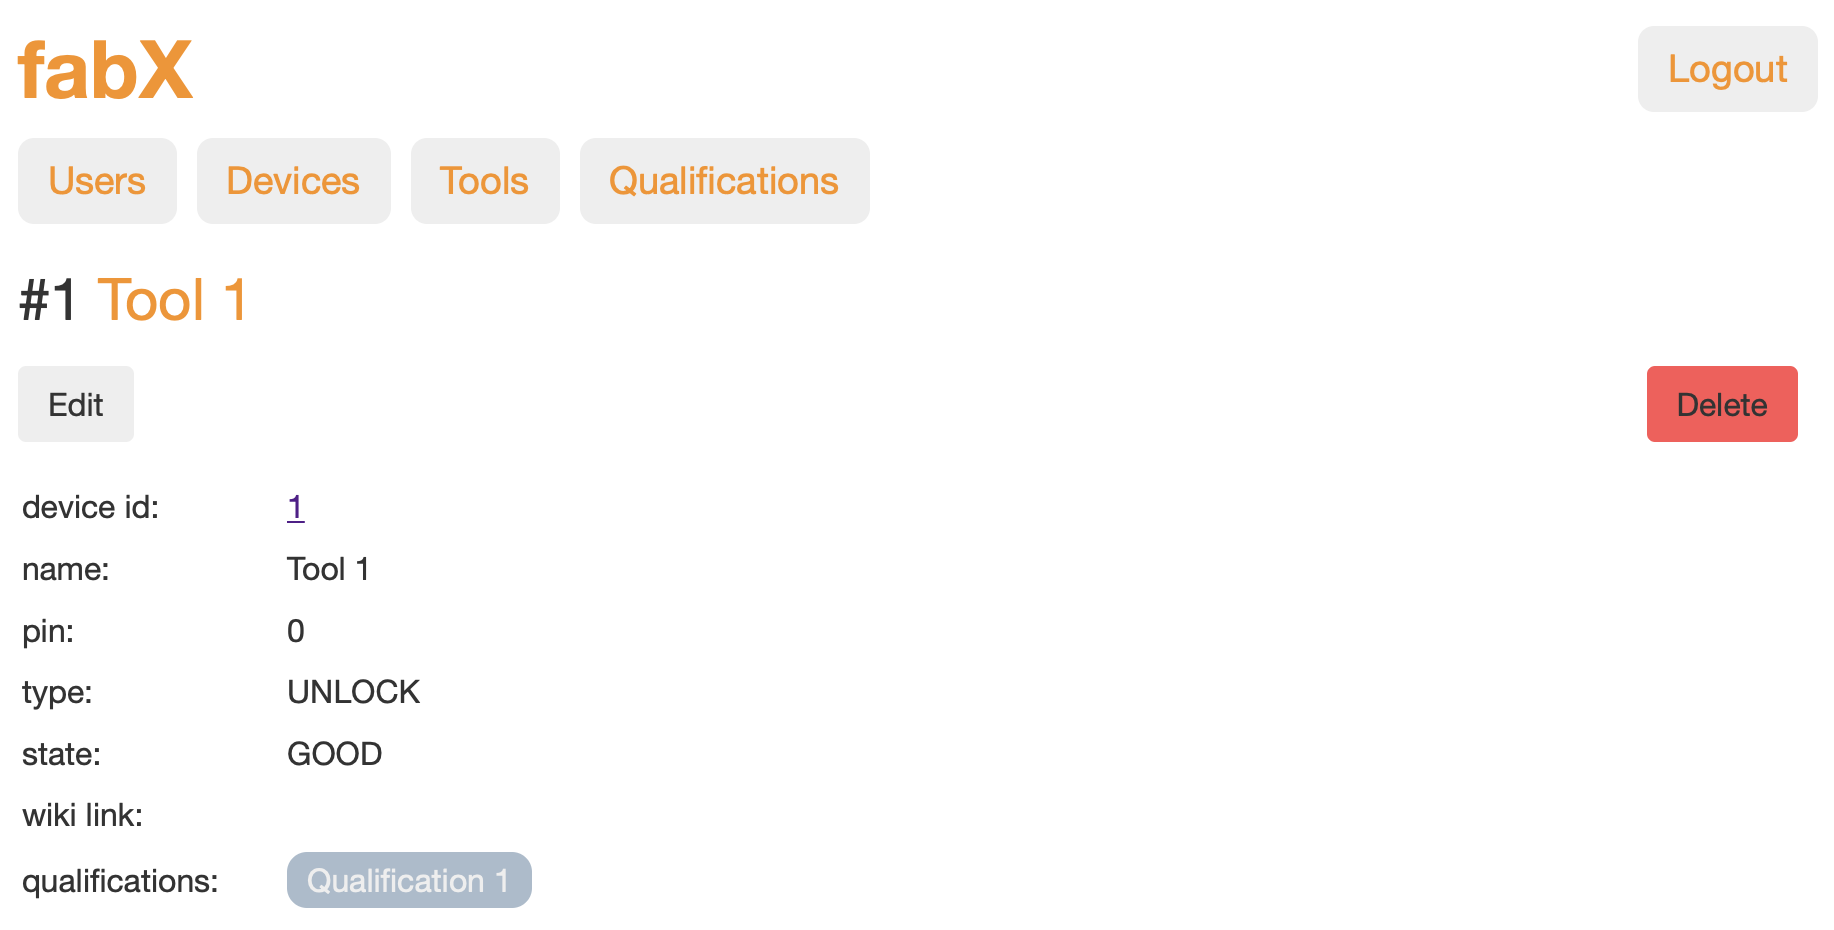 fabX
Logout
Users Devices Tools Qualifications
#1 Tool 1
Edit
Delete
device id: 1
name: Tool 1
pin: 0
type: UNLOCK
state: GOOD
wiki link:
qualifications: Qualification 1